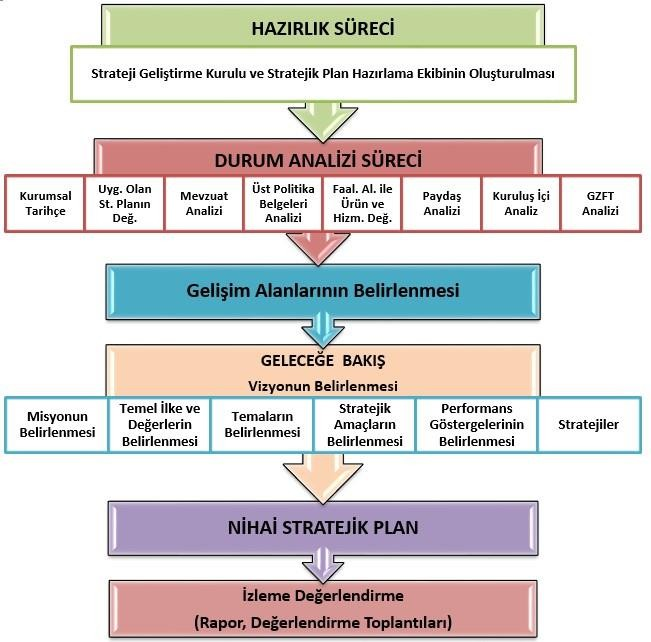 HAZIRLIK SÜRECİ
Strateji Geliştirme Kurulu ve Stratejik Plan Hazırlama Ekibinin Oluşturulması
DURUM ANALİZİ SÜRECİ
Kurumsal
Tarihçe
Uyg. Olan
St. Planın
Değ.
Mevzuat
Analizi
Üst Politika
Belgeleri
Analizi
Faal. Al. ile
Ürün ve
Hizm. Değ.
Paydaş
Analizi
Kuruluş İçi
Analiz
GZFT
Analizi
Gelişim Alanlarının Belirlenmesi
GELECEĞE BAKIŞ
Vizyonun Belirlenmesi
Misyonun
Belirlenmesi
Temel İlke ve
Değerlerin
Belirlenmesi
Temaların
Belirlenmesi
Stratejik
Amaçların
Belirlenmesi
Performans
Göstergelerinin
Belirlenmesi
Stratejiler
NİHAİ STRATEJİK PLAN
İzleme Değerlendirme
(Rapor, Değerlendirme Toplantıları)